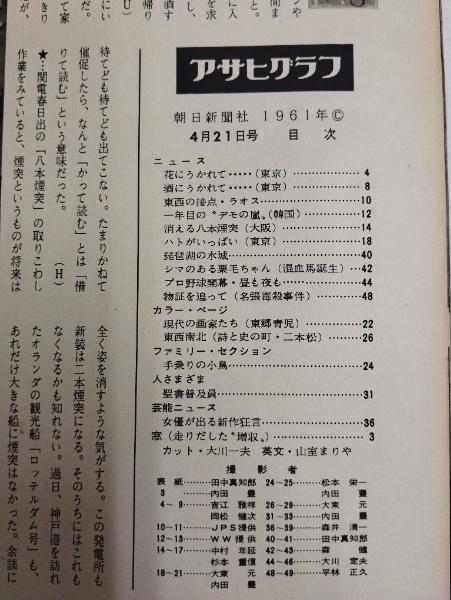 アサヒグラフ
朝日新聞社 1961年©
4月21日号 目次
ニュース
花にうかれて・・・・・(東京) 4
酒にうかれて・・・・・(東京) 8
東西の接点・ラオス 10
一年目の〝デモの嵐〟(韓国) 12
消える八本煙突(大阪) 14
ハトがいっぱい(東京) 18
琵琶湖の水城 40
シマのある栗毛ちゃん(混血馬誕生) 42
プロ野球開幕・昼も夜も 44
物証を追って(名張毒殺事件) 48
カラー・ページ
現代の画家たち(東郷青児) 22
東西南北(詩と史の町・二本松) 26
ファミリー・セクション
手乗りの小鳥 24
人さまざま
聖書普及員 31
芸能ニュース
女優が出る新作狂言 36
窓(走りだした〝増収〟) 3
カット・大川一夫 英文・山室まりや
撮影者
表紙 田中真知郎
3 内田豊
4~9 吉江雅祥
岡松健次
10~11 JPS提供
12~13 WW提供
14~17 中村年延
杉本重信
18~21 大東元
内田豊
24~25 松本栄一
内田豊
26~29 大東元
31~33 内田豊
36~39 森井清一
40~41 田中真知郎
42~43 森健
44~46 大川定夫
48~49 平林正久
待てども待てども出てこない。たまりかねて
催促したら、なんと「かって読む」とは「借
りて読む」という意味だった。 (H)
★…関電春日出の「八本煙突」の取りこわし
作業をみていると、煙突というものが将来は
全く姿を消すような気がする。この発電所も
新装は二本煙突になる。そのうちにはこれも
なくなるかも知れない。過日、神戸港を訪れ
たオランダの観光船「ロッテルダム号」も、
あれだけ大きな船に煙突はなかった。余談に